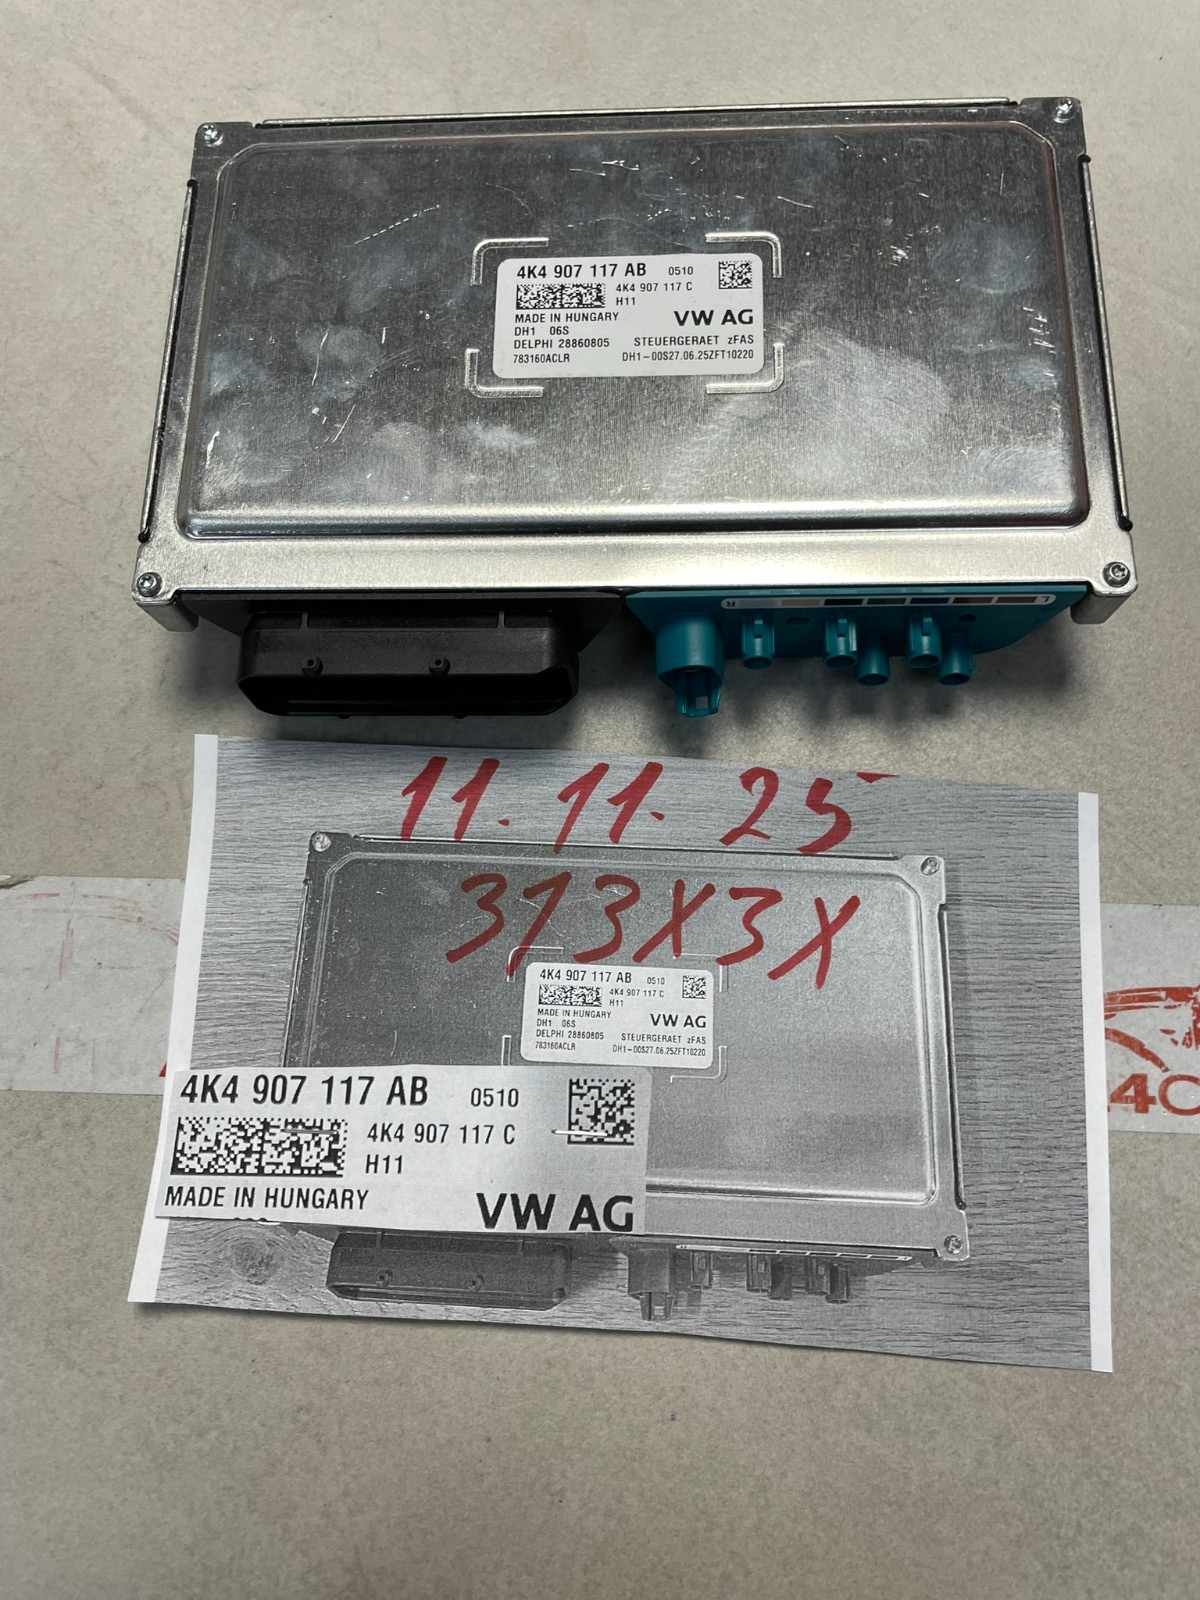 4K4 907 117 AB 0510
4K4 907 117 C
H11
MADE IN HUNGARY
VW AG
DH1 06S
DELPHI 28860805
STEUERGERAET zFAS
783160ACLR
DH1-00S27.06.25ZFT10220
R
L
11.11.25
313X3X
4K4 907 117 AB 0510
4K4 907 117 C
H11
MADE IN HUNGARY
VW AG
DH1 06S
DELPHI 28860805
STEUERGERAET zFAS
783160ACLR
DH1-00S27.06.25ZFT10220
4K4 907 117 AB 0510
4K4 907 117 C
H11
MADE IN HUNGARY
VW AG